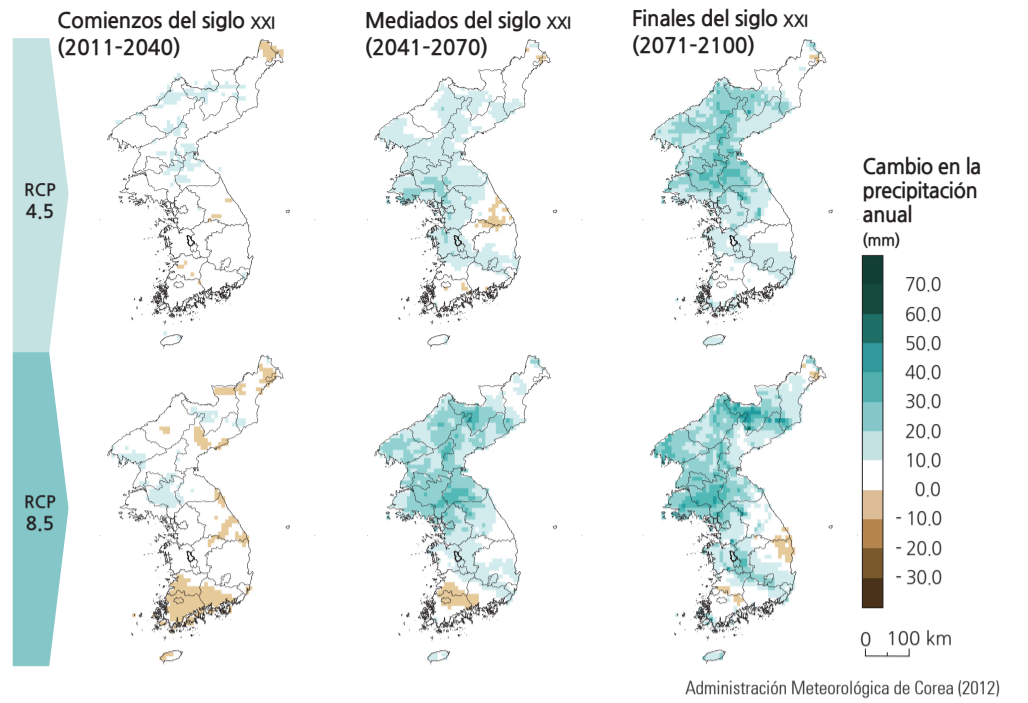 Comienzos del siglo XXI
(2011-2040)
Mediados del siglo XXI
(2041-2070)
Finales del siglo XXI
(2071-2100)
RCP
4.5
RCP
8.5
Cambio en la
precipitación
anual
(mm)
70.0
60.0
50.0
40.0
30.0
20.0
10.0
0.0
- 10.0
- 20.0
- 30.0
0 100 km
Administración Meteorológica de Corea (2012)